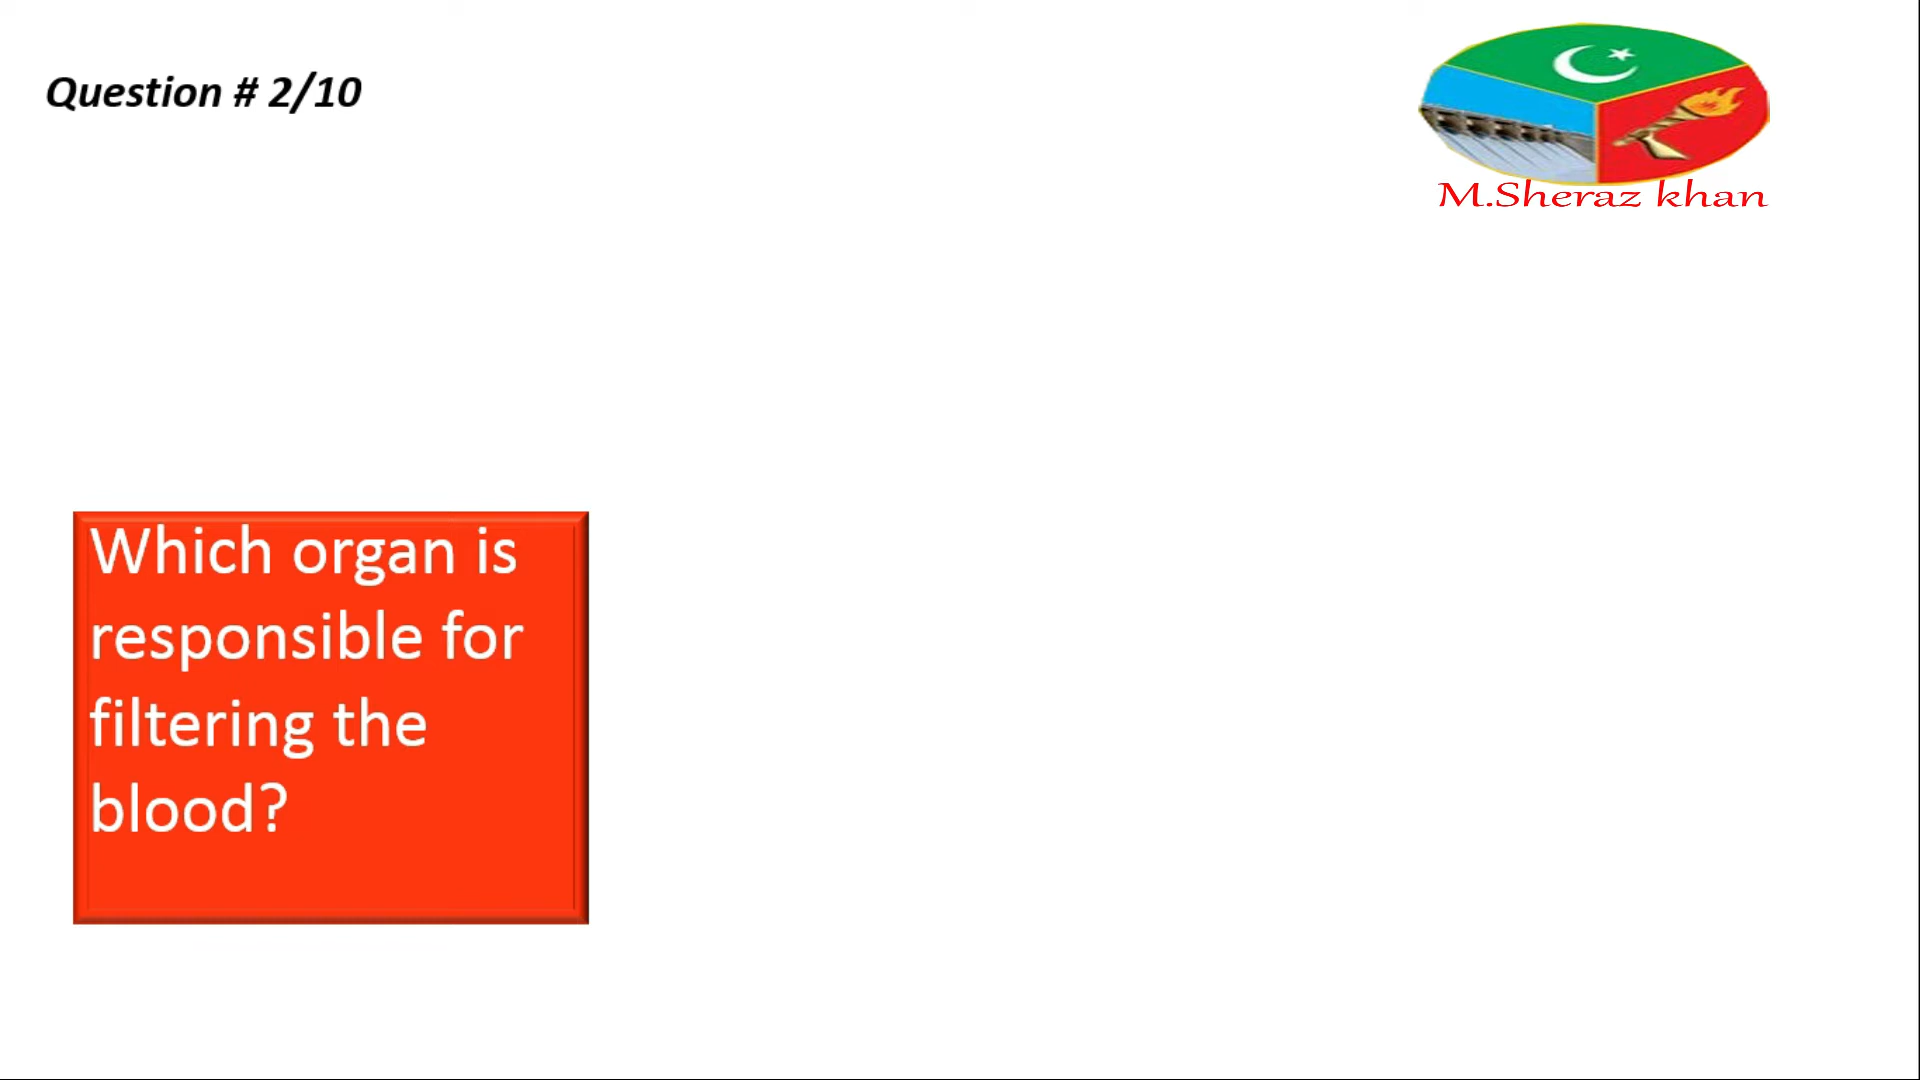 Question # 2/10
M.Sheraz khan
Which organ is
responsible for
filtering the
blood?